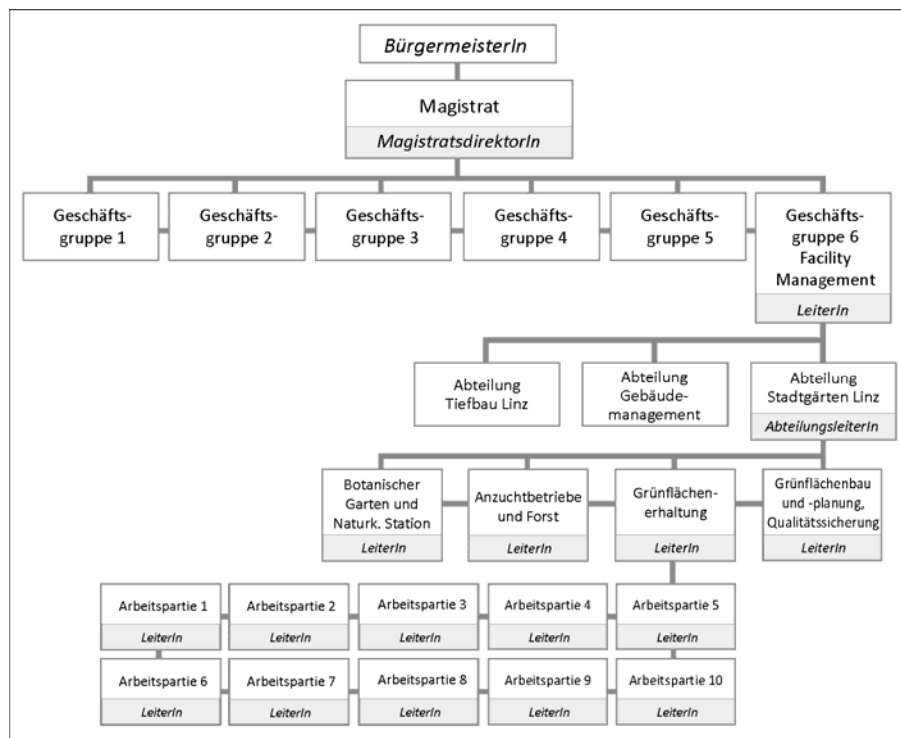 BürgermeisterIn
Magistrat
MagistratsdirektorIn
Geschäfts-
gruppe 1
Geschäfts-
gruppe 2
Geschäfts-
gruppe 3
Geschäfts-
gruppe 4
Geschäfts-
gruppe 5
Geschäfts-
gruppe 6
Facility
Management
LeiterIn
Abteilung
Tiefbau Linz
Abteilung
Gebäude-
management
Abteilung
Stadtgärten Linz
AbteilungsleiterIn
Botanischer
Garten und
Naturk. Station
LeiterIn
Anzuchtbetriebe
und Forst
LeiterIn
Grünflächen-
erhaltung
LeiterIn
Grünflächenbau
und -planung,
Qualitätssicherung
LeiterIn
Arbeitspartie 1
LeiterIn
Arbeitspartie 2
LeiterIn
Arbeitspartie 3
LeiterIn
Arbeitspartie 4
LeiterIn
Arbeitspartie 5
LeiterIn
Arbeitspartie 6
LeiterIn
Arbeitspartie 7
LeiterIn
Arbeitspartie 8
LeiterIn
Arbeitspartie 9
LeiterIn
Arbeitspartie 10
LeiterIn